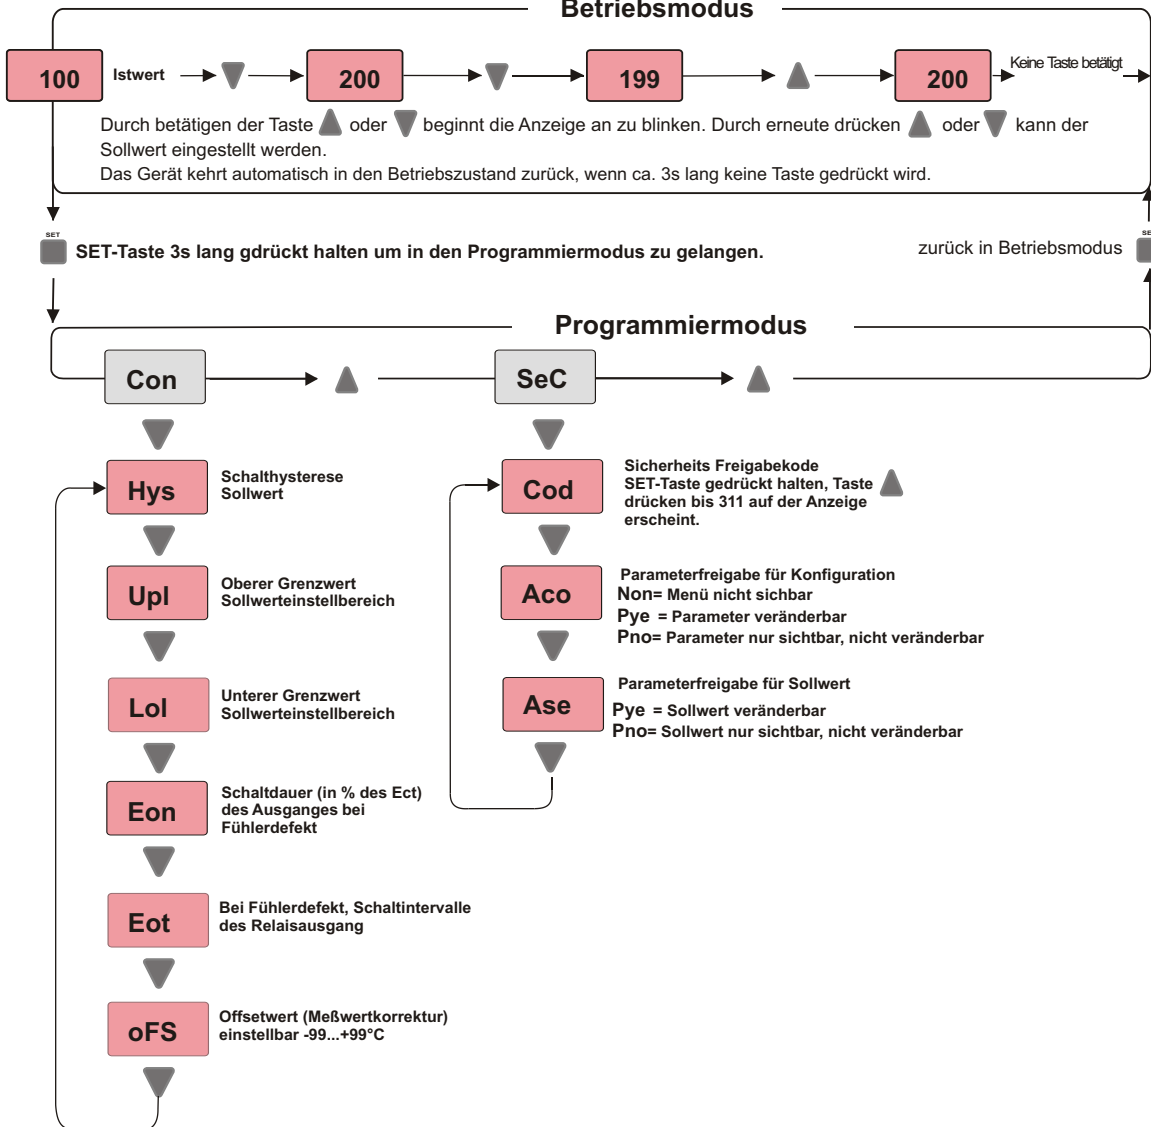 Betriebsmodus
100 Istwert 200 199 200 Keine Taste betätigt
Durch betätigen der Taste oder beginnt die Anzeige an zu blinken. Durch erneute drücken oder kann der
Sollwert eingestellt werden.
Das Gerät kehrt automatisch in den Betriebszustand zurück, wenn ca. 3s lang keine Taste gedrückt wird.
SET
SET-Taste 3s lang gdrückt halten um in den Programmiermodus zu gelangen.
zurück in Betriebsmodus
SE
Programmiermodus
Con
Hys
Schalthysterese
Sollwert
Upl
Oberer Grenzwert
Sollwerteinstellbereich
Lol
Unterer Grenzwert
Sollwerteinstellbereich
Eon
Schaltdauer (in % des Ect)
des Ausganges bei
Fühlerdefekt
Eot
Bei Fühlerdefekt, Schaltintervalle
des Relaisausgang
oFS
Offsetwert (Meßwertkorrektur)
einstellbar -99...+99°C
SeC
Cod
Sicherheits Freigabekode
SET-Taste gedrückt halten, Taste
drücken bis 311 auf der Anzeige
erscheint.
Aco
Parameterfreigabe für Konfiguration
Non= Menü nicht sichbar
Pye = Parameter veränderbar
Pno= Parameter nur sichtbar, nicht veränderbar
Ase
Parameterfreigabe für Sollwert
Pye = Sollwert veränderbar
Pno= Sollwert nur sichtbar, nicht veränderbar